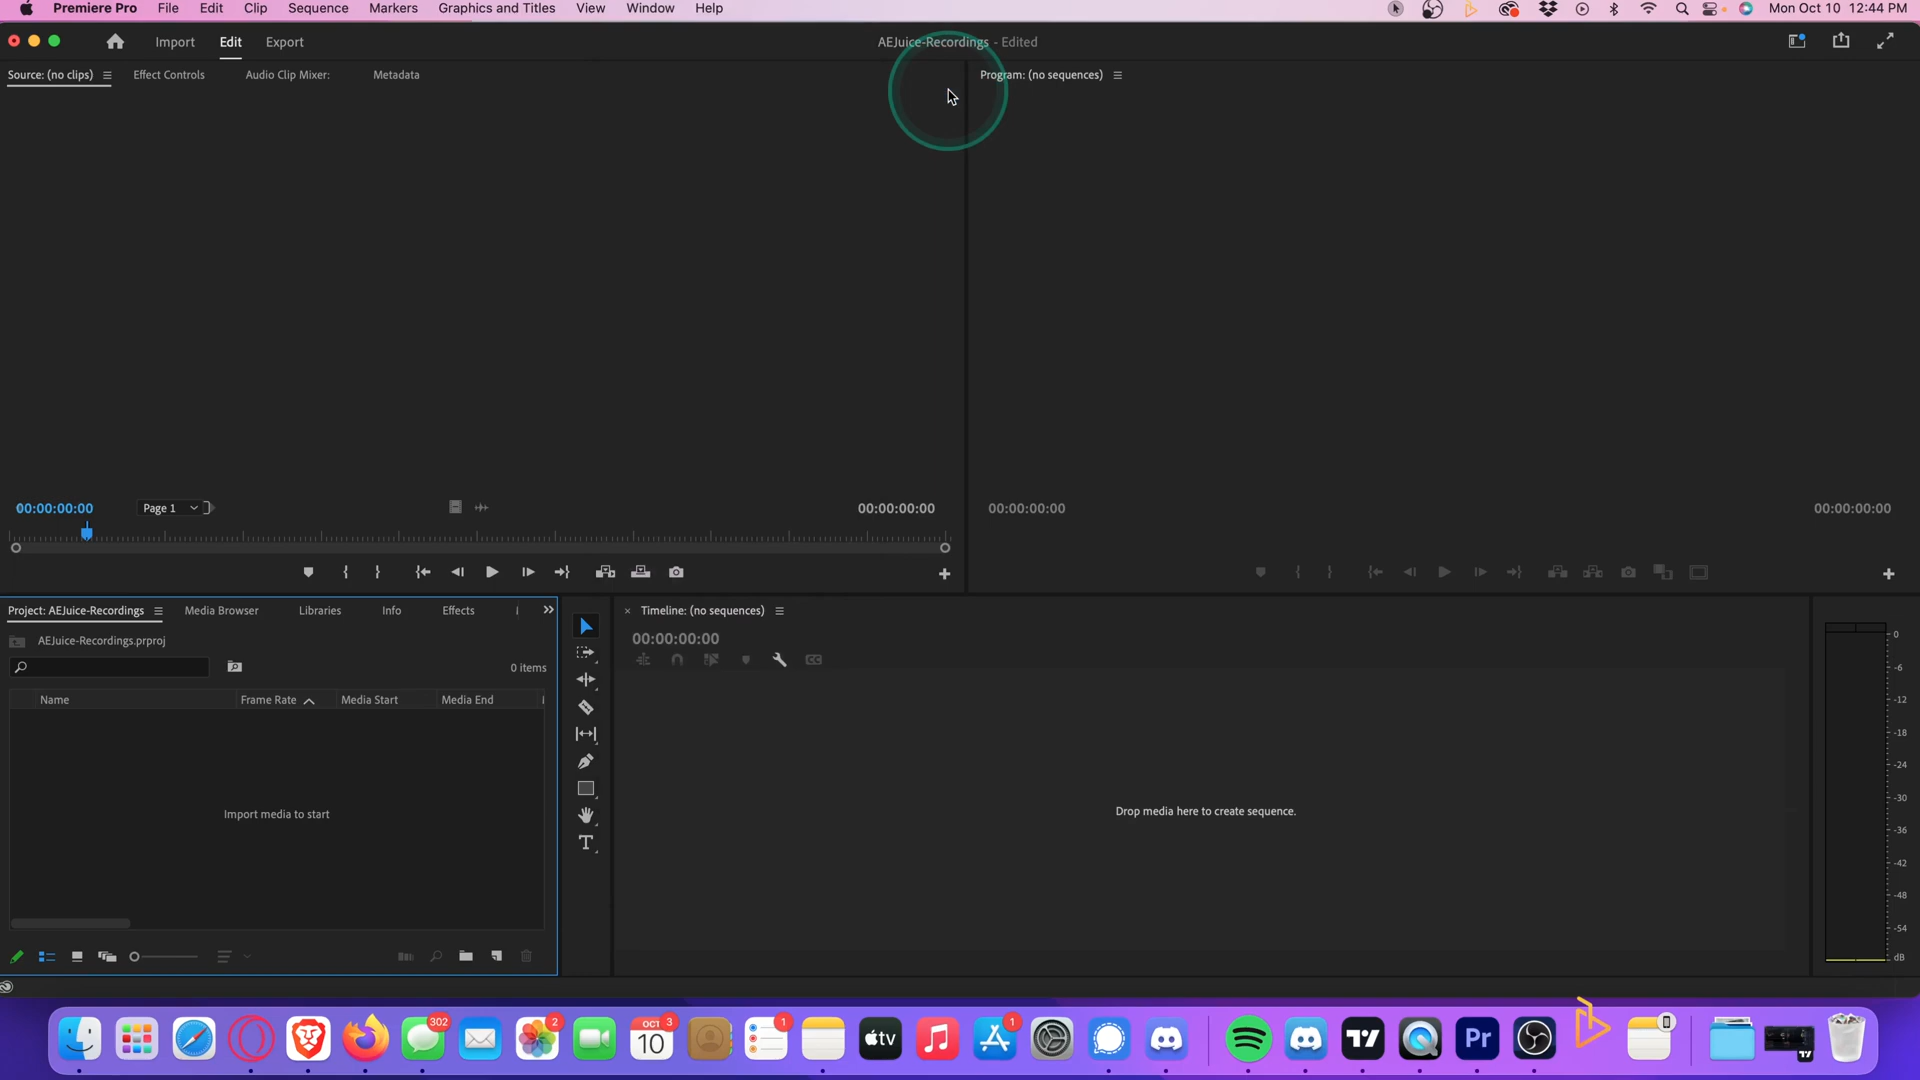 Premiere Pro File Edit Clip Sequence Markers Graphics and Titles View Window Help Mon Oct 10 12:44 PM
Import Edit Export AEJuice-Recordings - Edited
Source: (no clips) Effect Controls Audio Clip Mixer: Metadata Program: (no sequences)
00:00:00:00 Page 1 00:00:00:00 00:00:00:00 00:00:00:00
Project: AEJuice-Recordings Media Browser Libraries Info Effects
Timeline: (no sequences)
AEJuice-Recordings.prproj
00:00:00:00
0 items
Name Frame Rate Media Start Media End
Import media to start
Drop media here to create sequence.
0
-6
-12
-18
-24
-30
-36
-42
-48
-54
dB
302 2 OCT 3 10 1 tv 1 Pr